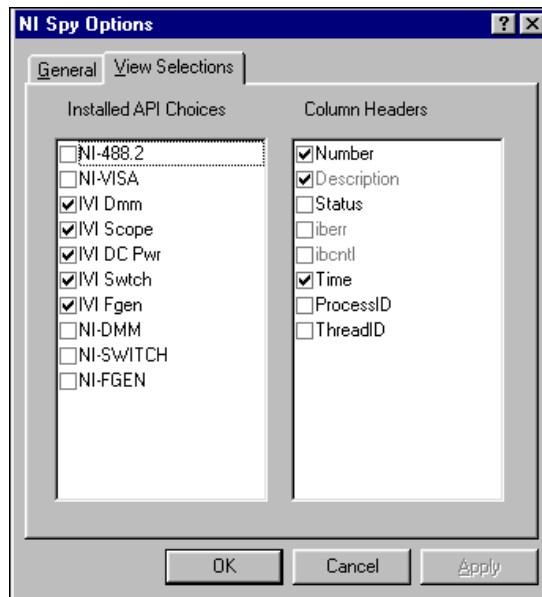 NI Spy Options
General
View Selections
Installed API Choices
NI-488.2
NI-VISA
IVI Dmm
IVI Scope
IVI DC Pwr
IVI Swtch
IVI Fgen
NI-DMM
NI-SWITCH
NI-FGEN
Column Headers
Number
Description
Status
iberr
ibcntl
Time
ProcessID
ThreadID
OK
Cancel
Apply